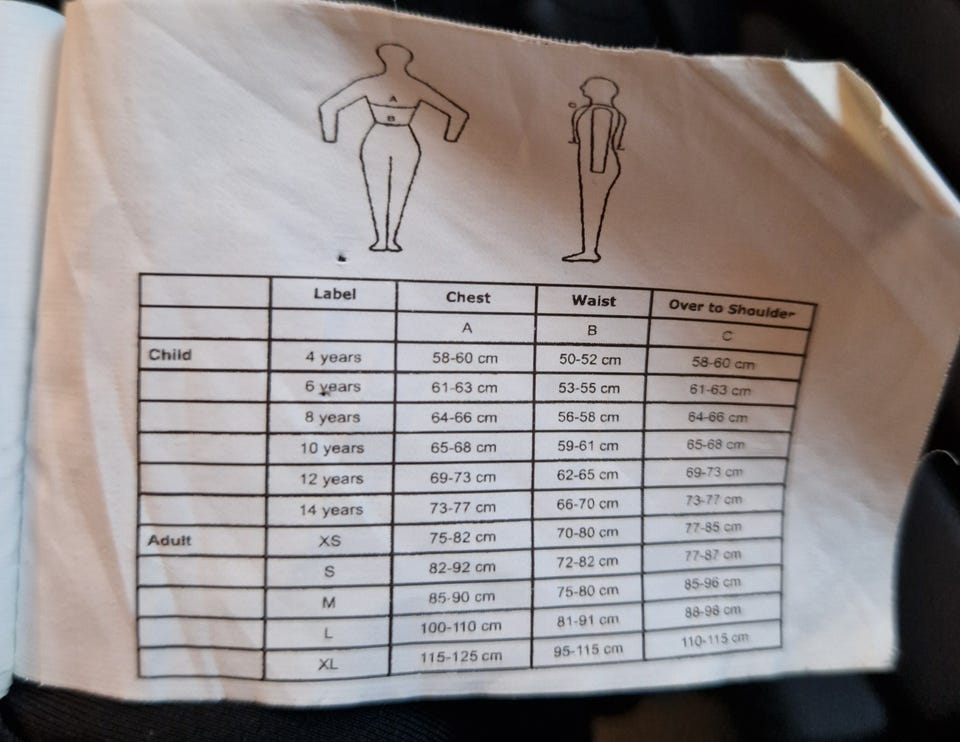 A
B
C
Label Chest Waist Over to Shoulder
A B C
Child 4 years 58-60 cm 50-52 cm 58-60 cm
6 years 61-63 cm 53-55 cm 61-63 cm
8 years 64-66 cm 56-58 cm 64-66 cm
10 years 65-68 cm 59-61 cm 65-68 cm
12 years 69-73 cm 62-65 cm 69-73 cm
14 years 73-77 cm 66-70 cm 73-77 cm
Adult XS 75-82 cm 70-80 cm 77-85 cm
S 82-92 cm 72-82 cm 77-87 cm
M 85-90 cm 75-80 cm 85-96 cm
L 100-110 cm 81-91 cm 88-98 cm
XL 115-125 cm 95-115 cm 110-115 cm